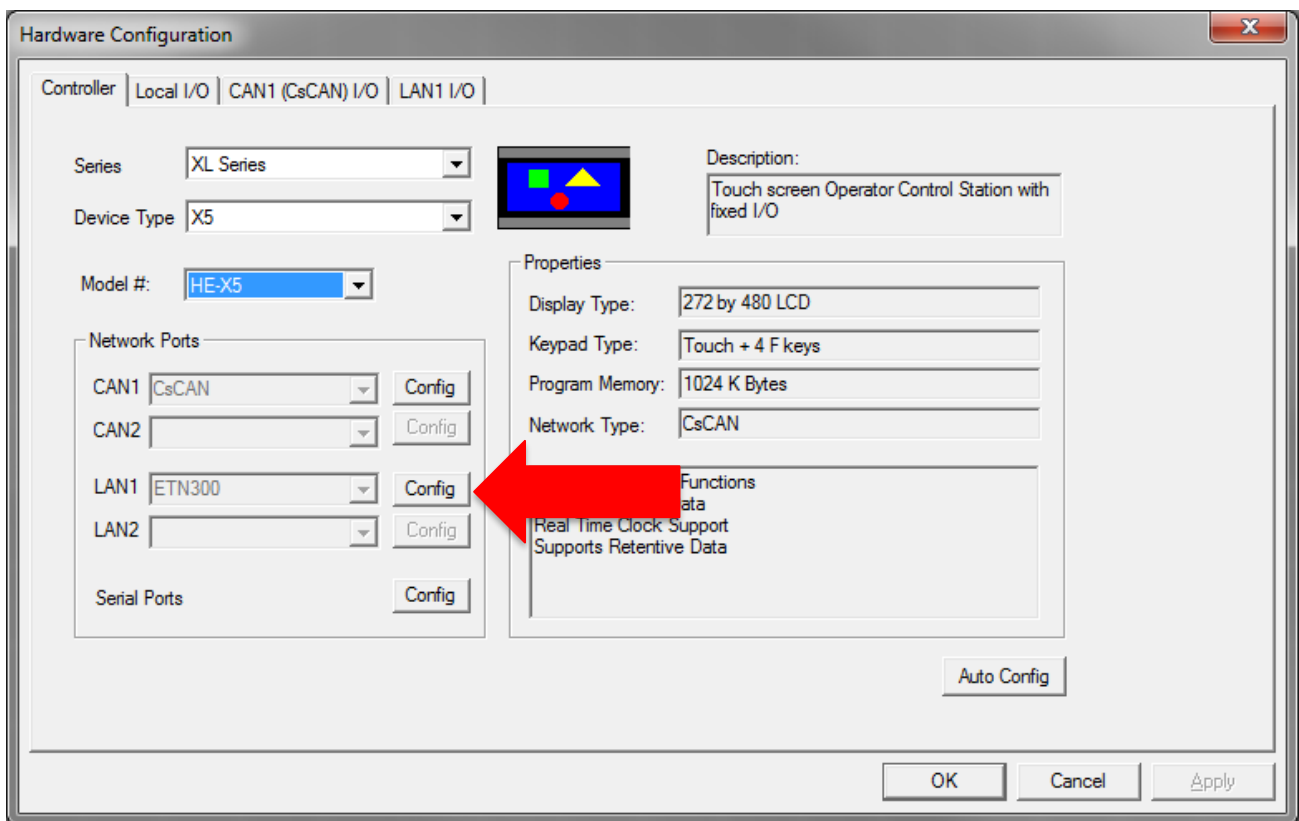 Hardware Configuration
X
Controller
Local I/O
CAN1 (CsCAN) I/O
LAN1 I/O
Series
XL Series
Device Type
X5
Model #:
HE-X5
Description:
Touch screen Operator Control Station with
fixed I/O
Network Ports
CAN1
CsCAN
Config
CAN2
Config
LAN1
ETN300
Config
LAN2
Config
Serial Ports
Config
Properties
Display Type:
272 by 480 LCD
Keypad Type:
Touch + 4 F keys
Program Memory:
1024 K Bytes
Network Type:
CsCAN
Functions
Real Time Clock Support
Supports Retentive Data
Auto Config
OK
Cancel
Apply